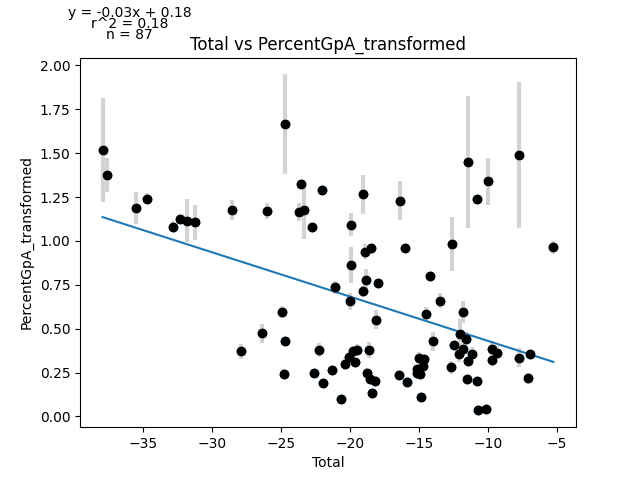 y = -0.03x + 0.18
r^2 = 0.18
n = 87
Total vs PercentGpA_transformed
2.00
1.75
1.50
1.25
1.00
0.75
0.50
0.25
0.00
PercentGpA_transformed
−35 −30 −25 −20 −15 −10 −5
Total